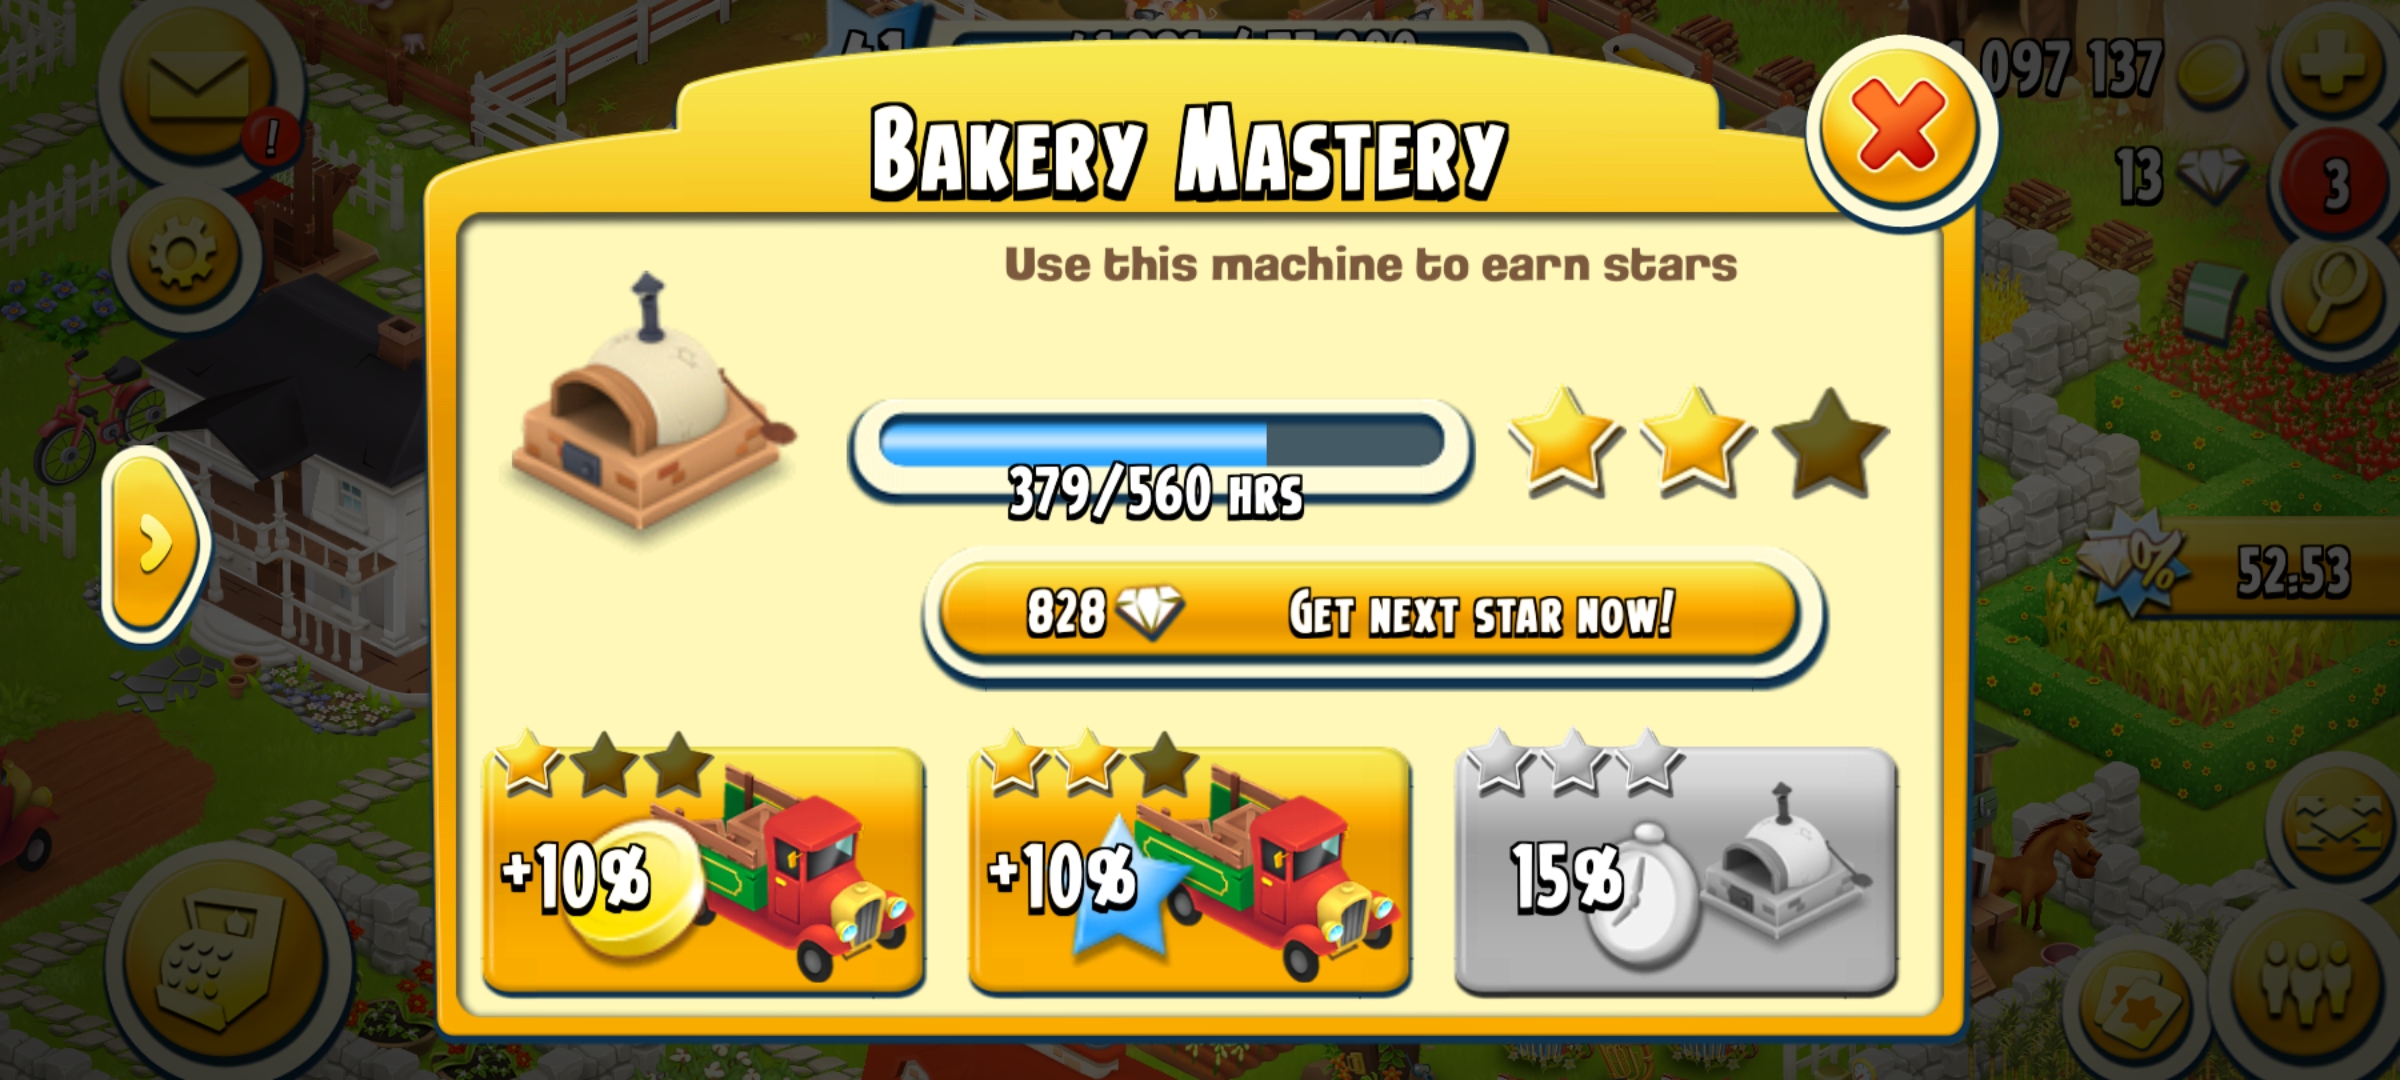 097 137
!
BAKERY MASTERY
13
3
Use this machine to earn stars
379/560 HRS
%
52:53
828
GET NEXT STAR NOW!
+10%
+10%
15%